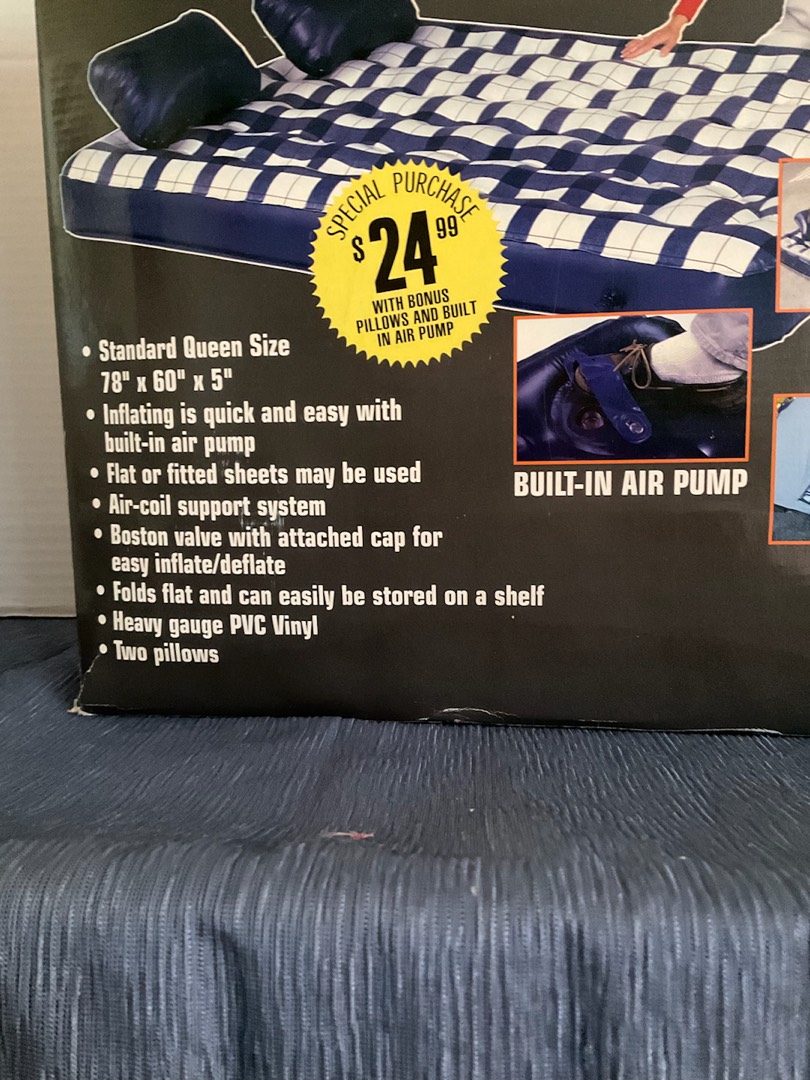 SPECIAL PURCHASE
$24.99
WITH BONUS
PILLOWS AND BUILT
IN AIR PUMP
• Standard Queen Size
78" x 60" x 5"
• Inflating is quick and easy with
built-in air pump
• Flat or fitted sheets may be used
• Air-coil support system
• Boston valve with attached cap for
easy inflate/deflate
• Folds flat and can easily be stored on a shelf
• Heavy gauge PVC Vinyl
• Two pillows
BUILT-IN AIR PUMP